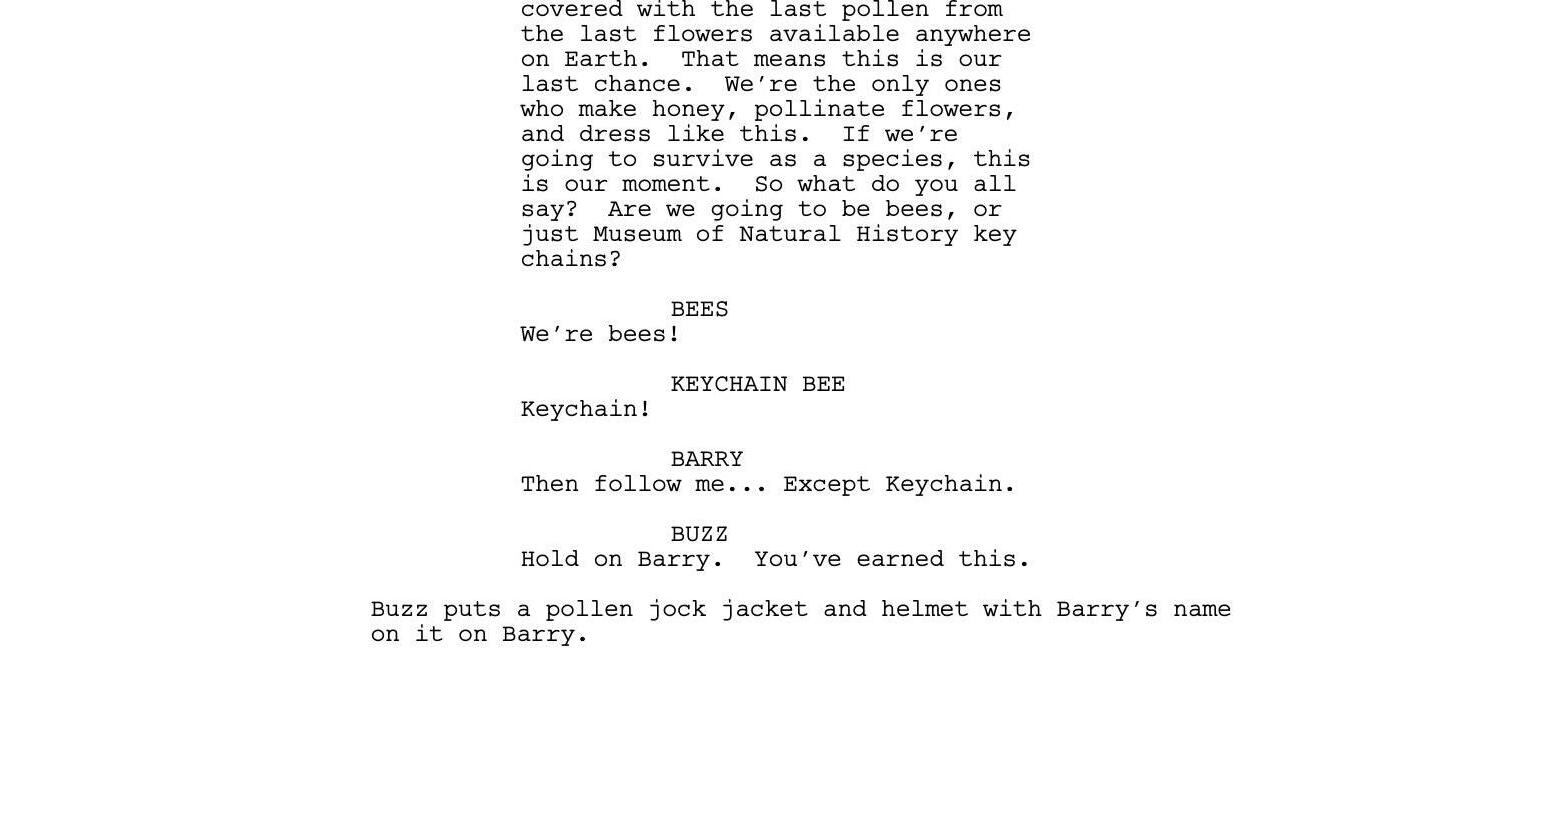 covered with the last pollen from
the last flowers available anywhere
on Earth.  That means this is our
last chance.  We’re the only ones
who make honey, pollinate flowers,
and dress like this.  If we’re
going to survive as a species, this
is our moment.  So what do you all
say?  Are we going to be bees, or
just Museum of Natural History key
chains?
BEES
We’re bees!
KEYCHAIN BEE
Keychain!
BARRY
Then follow me... Except Keychain.
BUZZ
Hold on Barry.  You’ve earned this.
Buzz puts a pollen jock jacket and helmet with Barry’s name
on it on Barry.